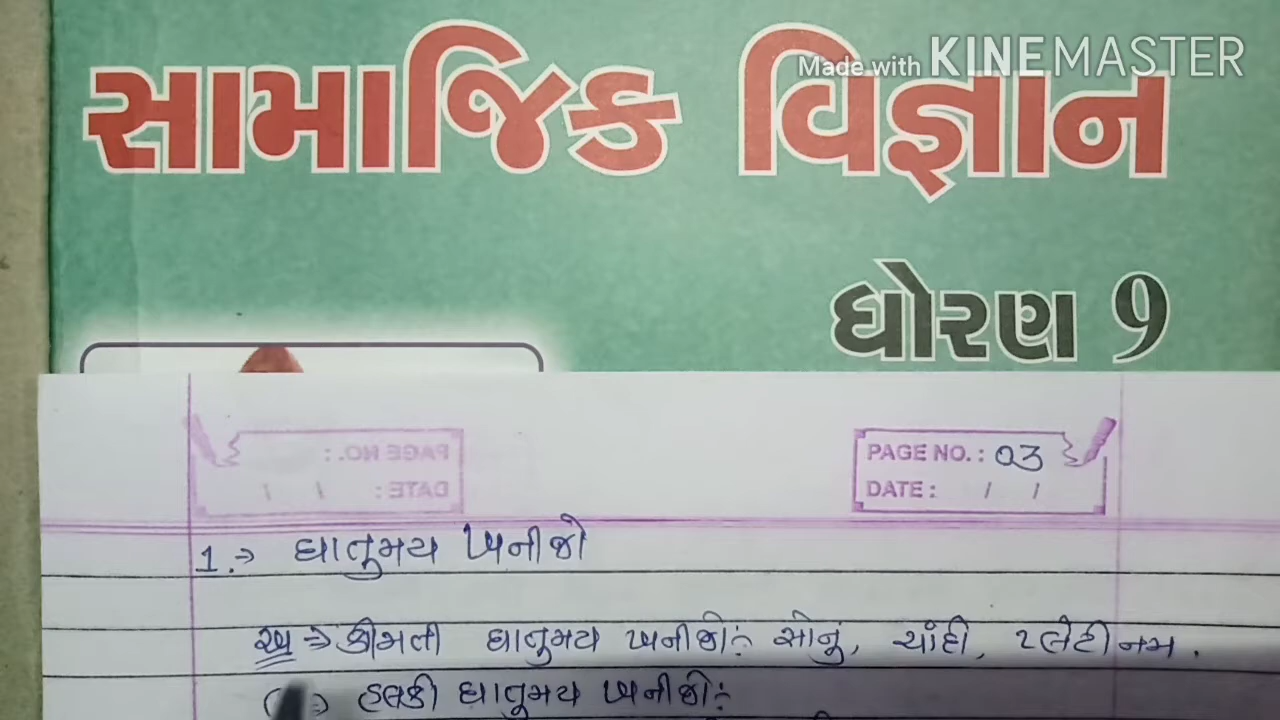 Made with KINEMASTER
સામાજિક વિજ્ઞાન
ધોરણ 9
PAGE NO. :
DATE : / /
PAGE NO. : 03
DATE : / /
1.⇒ ધાતુમય ખનીજો
અ ⇒ કીમતી ધાતુમય ખનીજો:- સોનું, ચાંદી, પ્લેટીનમ.
⇒ હલકી ધાતુમય ખનીજો:-